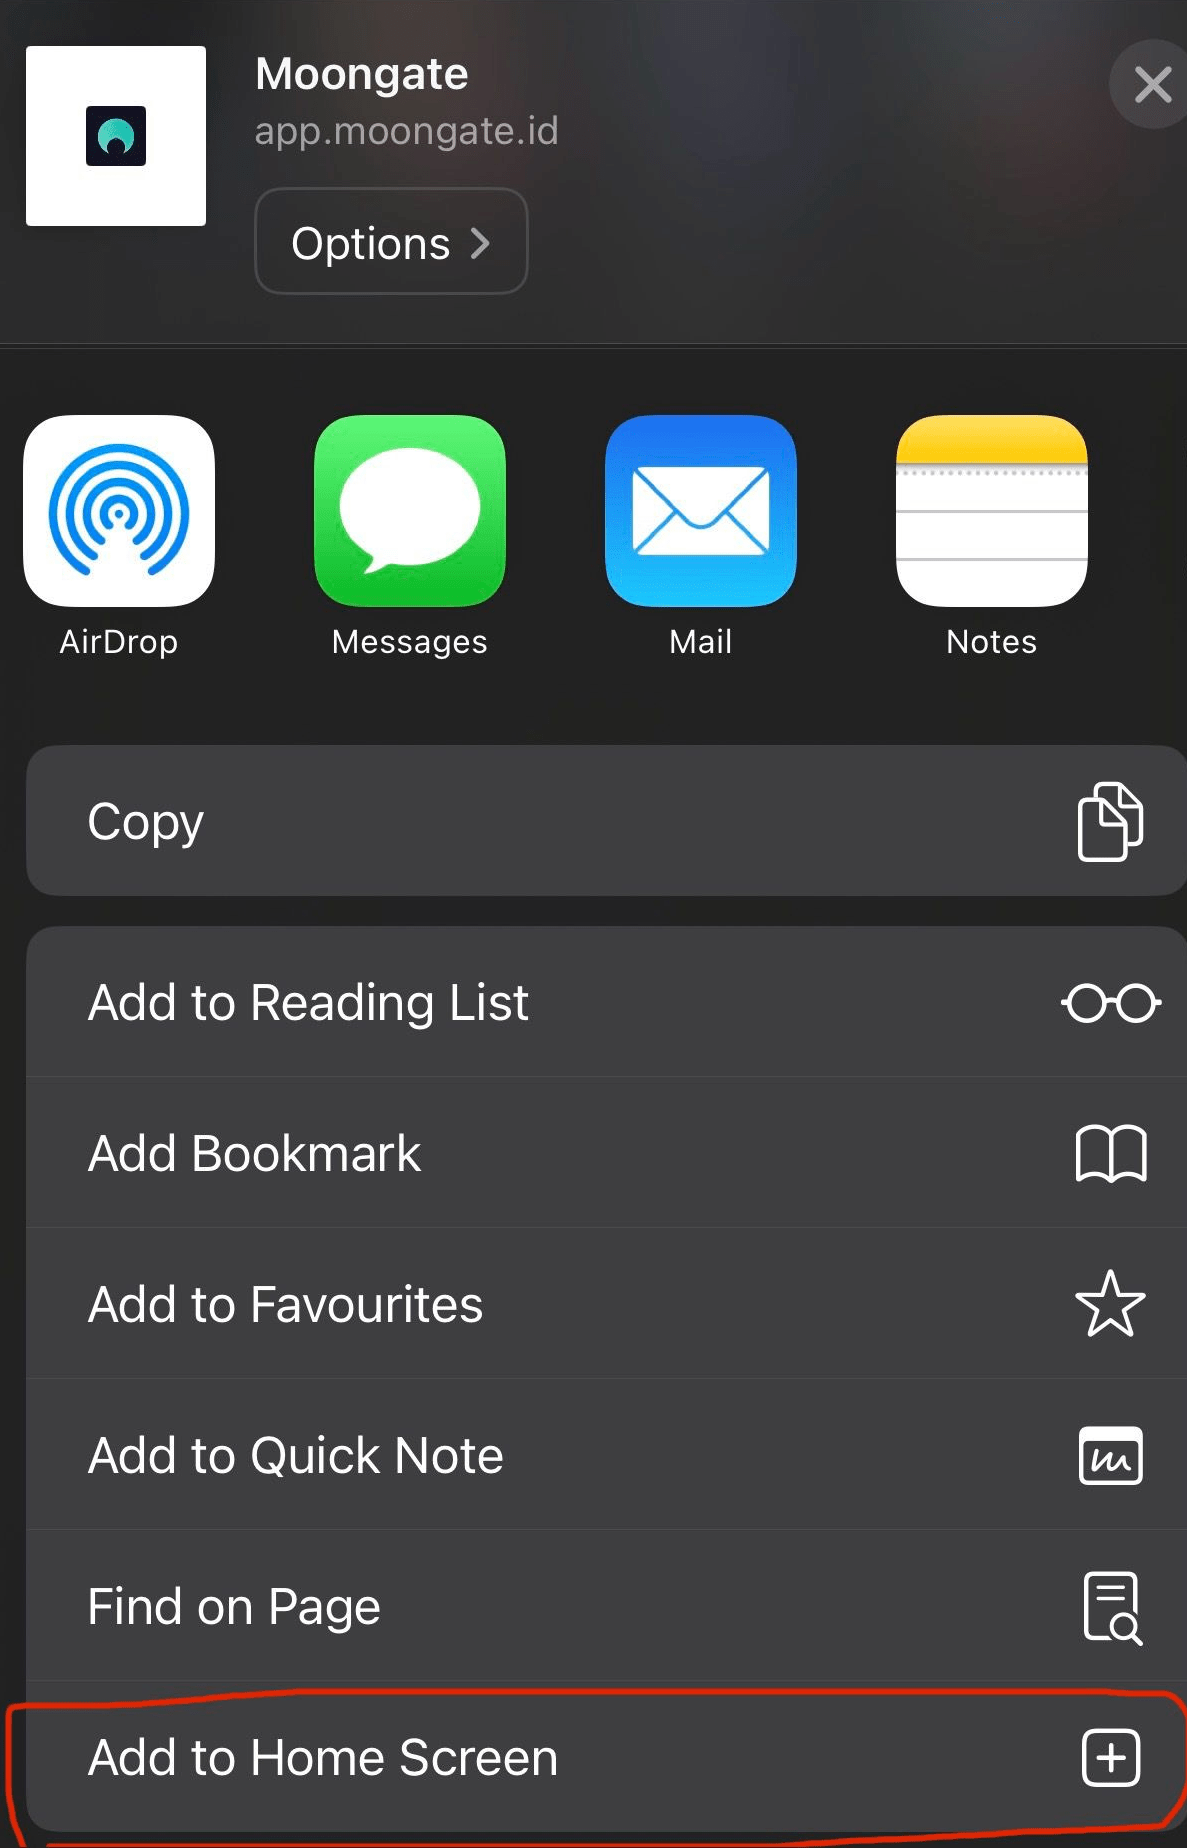 Moongate
app.moongate.id
Options
AirDrop
Messages
Mail
Notes
Copy
Add to Reading List
Add Bookmark
Add to Favourites
Add to Quick Note
Find on Page
Add to Home Screen